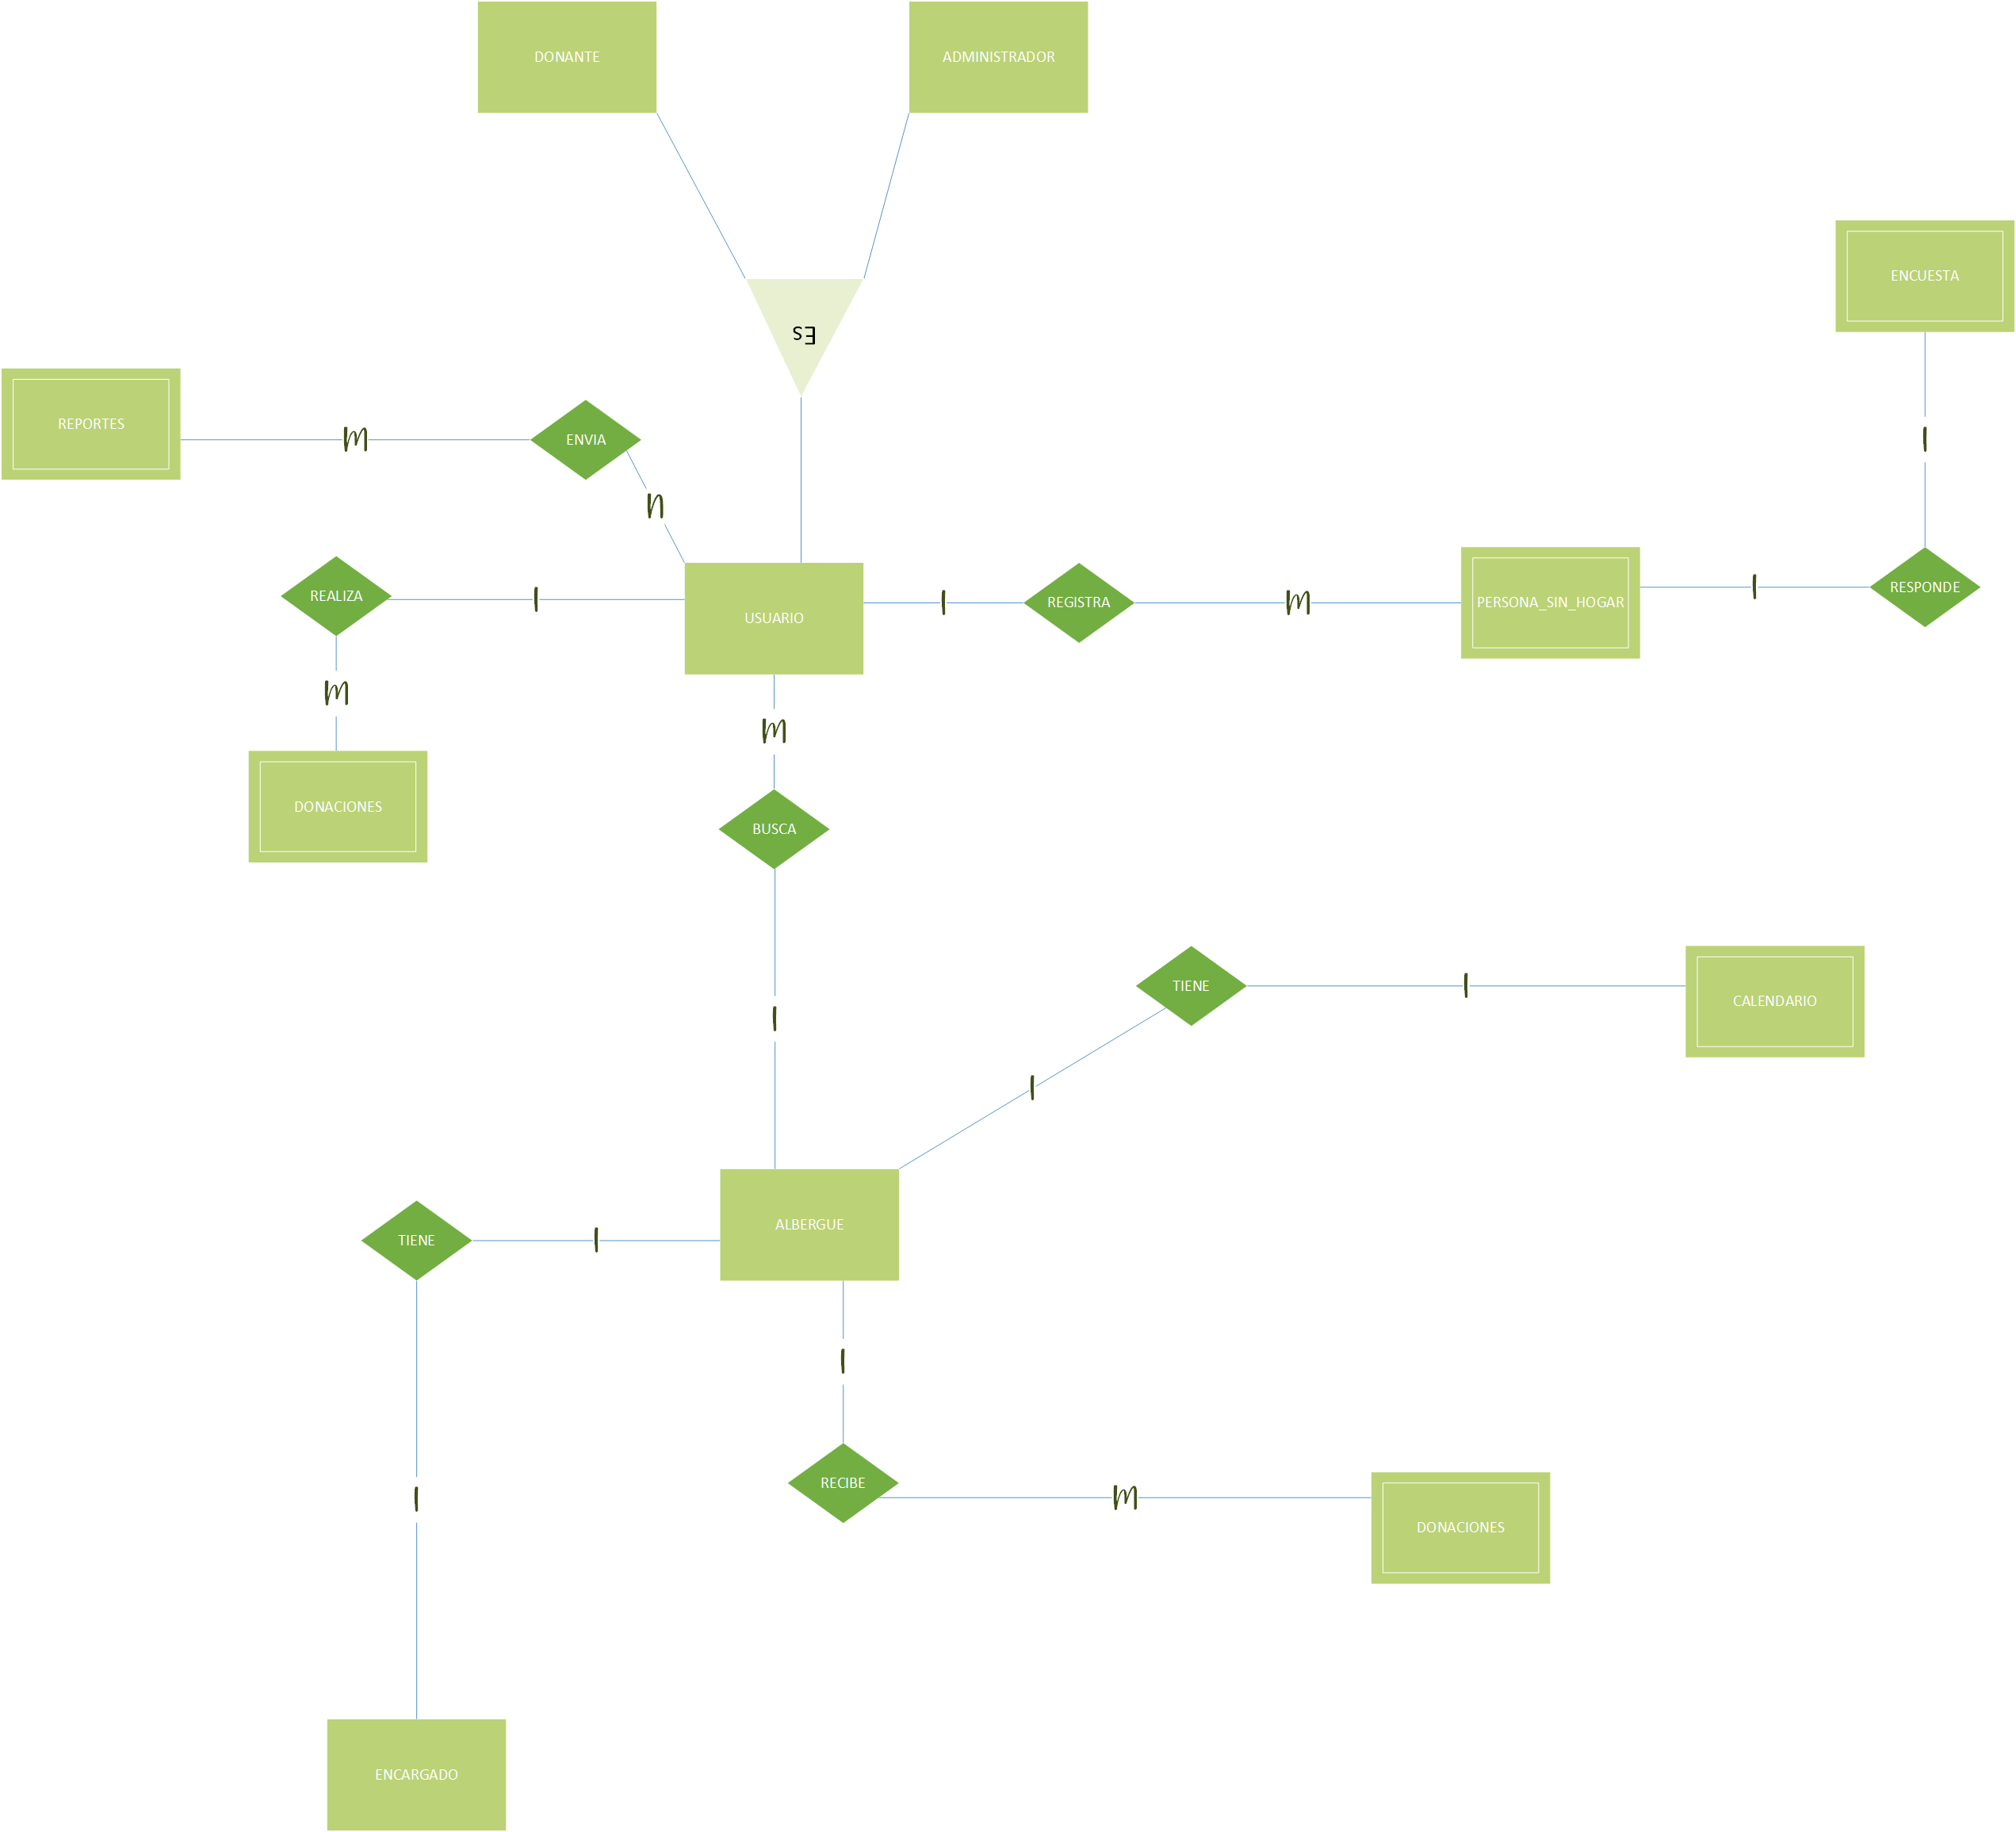 DONANTE
ADMINISTRADOR
ENCUESTA
ES
REPORTES
M
ENVIA
1
N
REALIZA
1
USUARIO
1
REGISTRA
M
PERSONA_SIN_HOGAR
1
RESPONDE
M
M
DONACIONES
BUSCA
TIENE
1
CALENDARIO
1
1
TIENE
1
ALBERGUE
1
RECIBE
1
M
DONACIONES
ENCARGADO